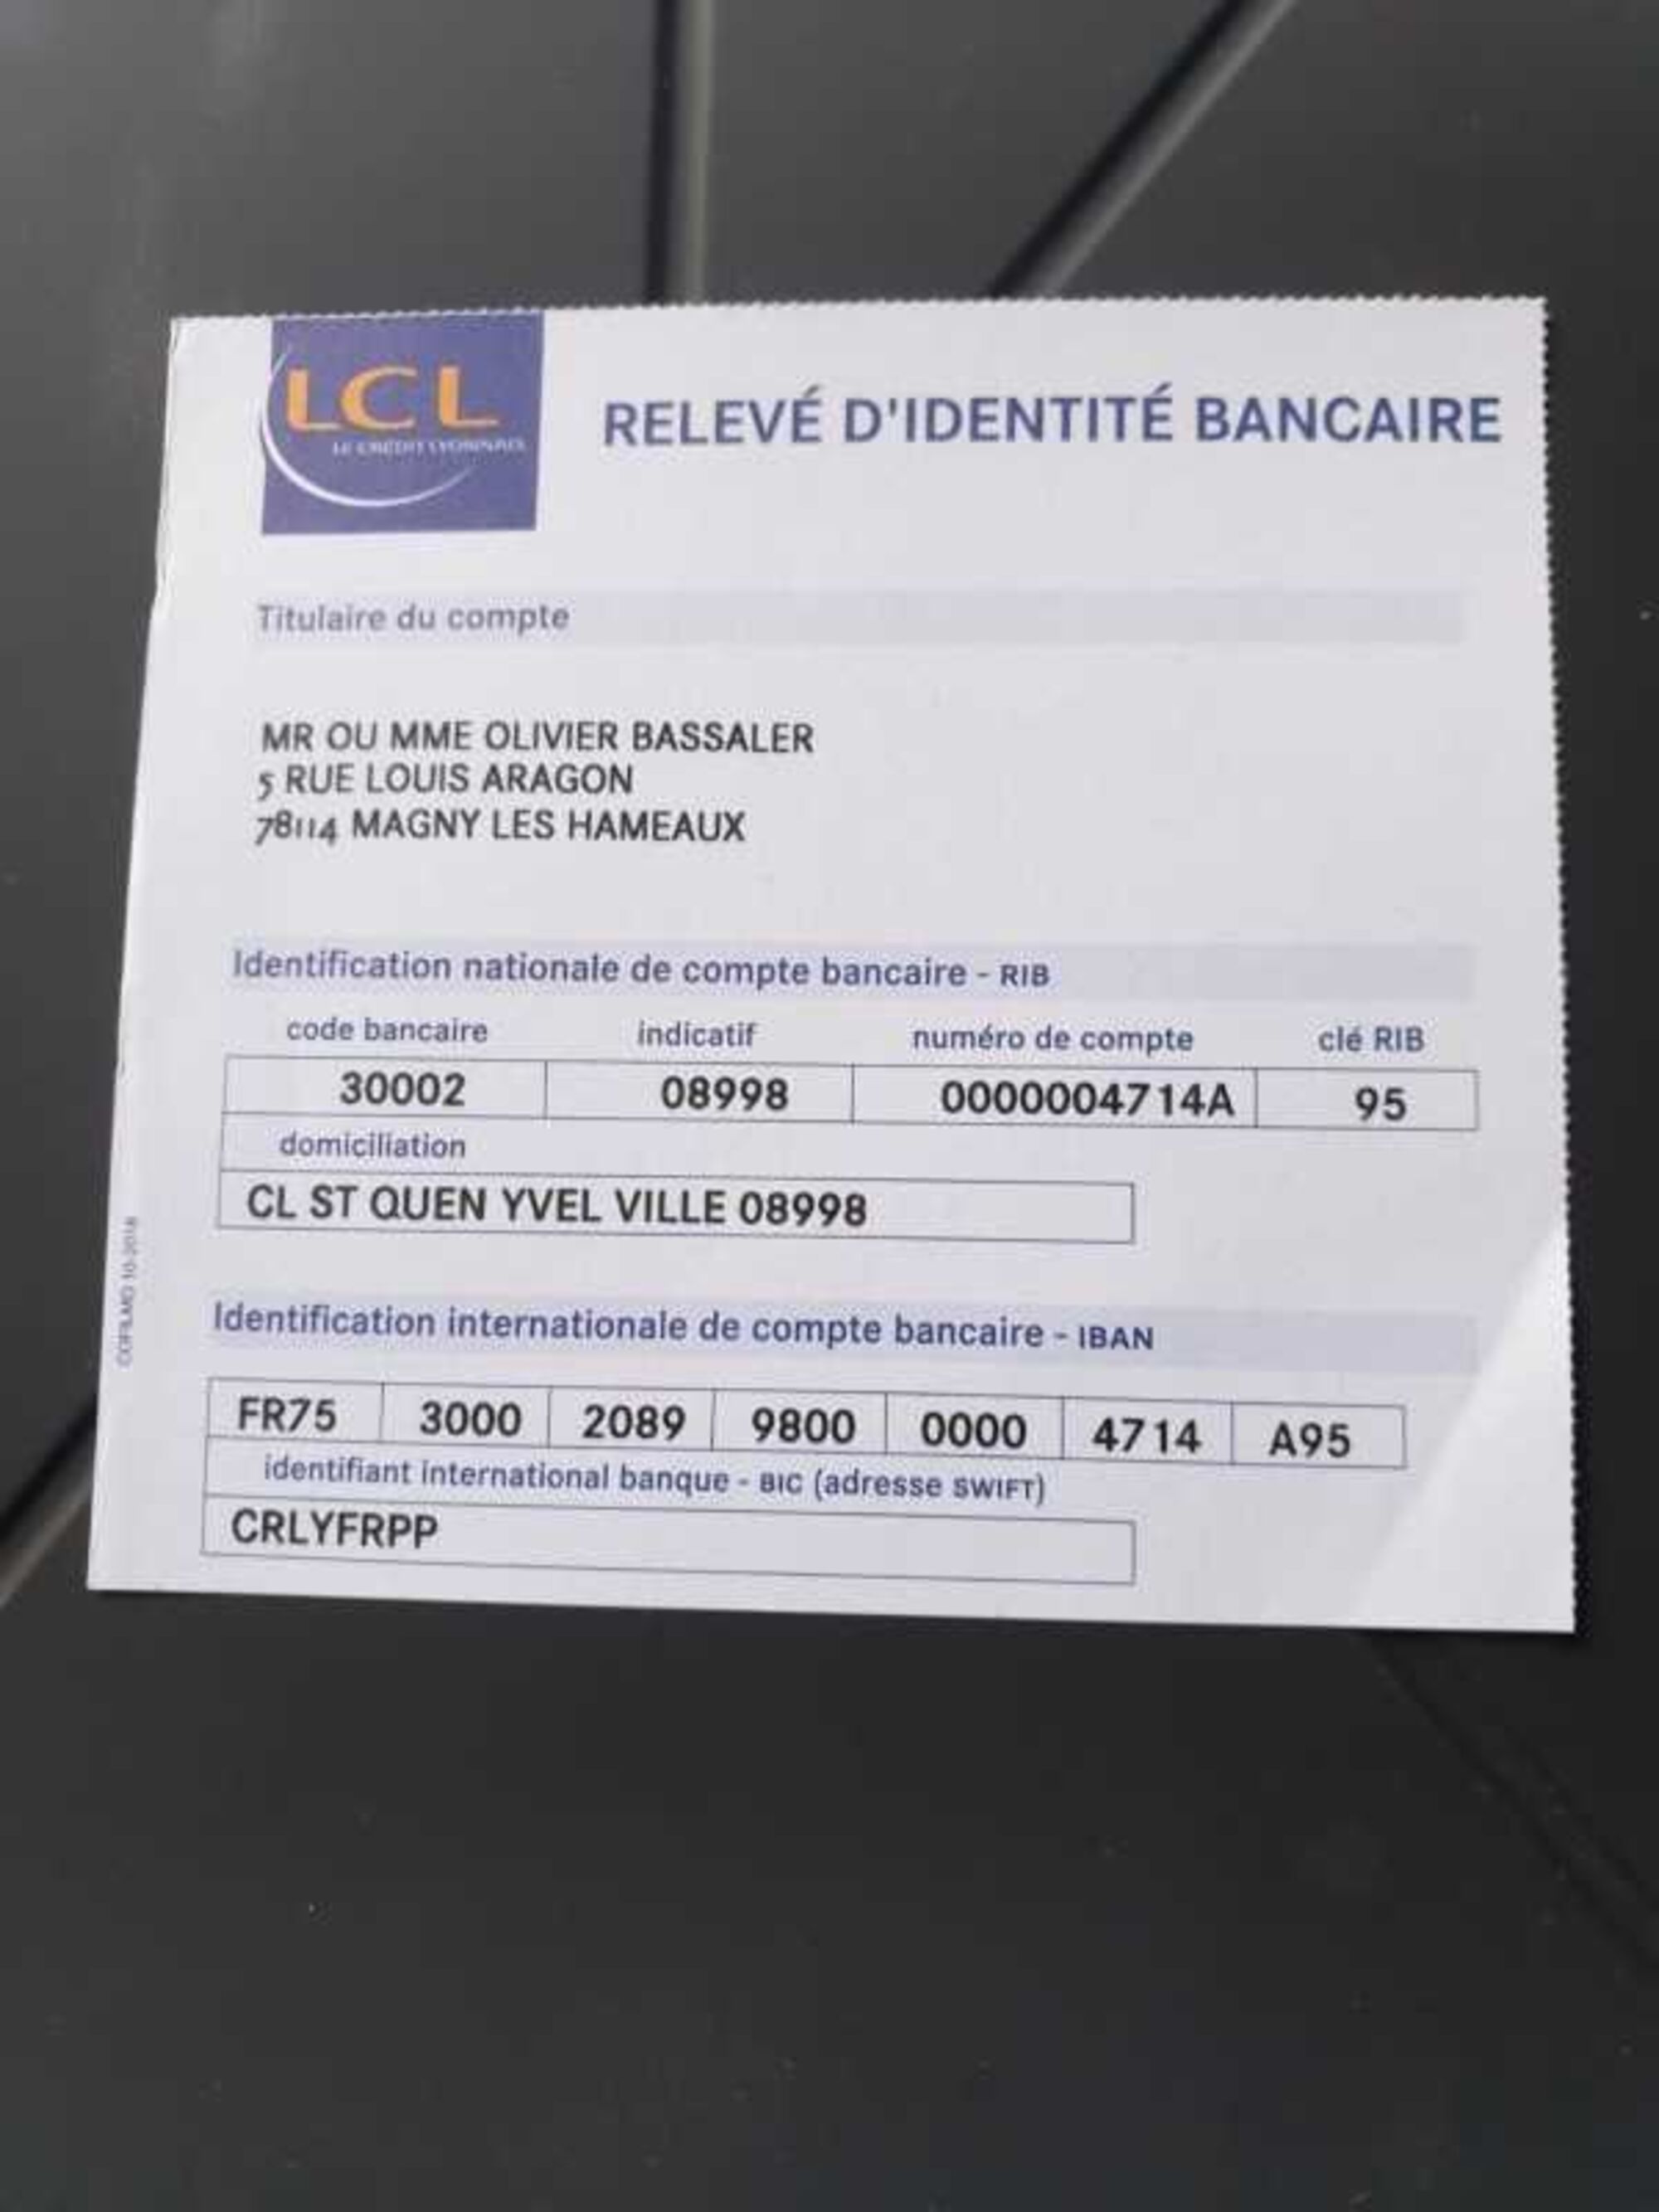 LCL
LE CRÉDIT LYONNAIS
RELEVÉ D'IDENTITÉ BANCAIRE
Titulaire du compte
MR OU MME OLIVIER BASSALER
5 RUE LOUIS ARAGON
78114 MAGNY LES HAMEAUX
Identification nationale de compte bancaire - RIB
code bancaire indicatif numéro de compte clé RIB
30002 08998 0000004714A 95
domiciliation
CL ST QUEN YVEL VILLE 08998
Identification internationale de compte bancaire - IBAN
FR75 3000 2089 9800 0000 4714 A95
identifiant international banque - BIC (adresse SWIFT)
CRLYFRPP